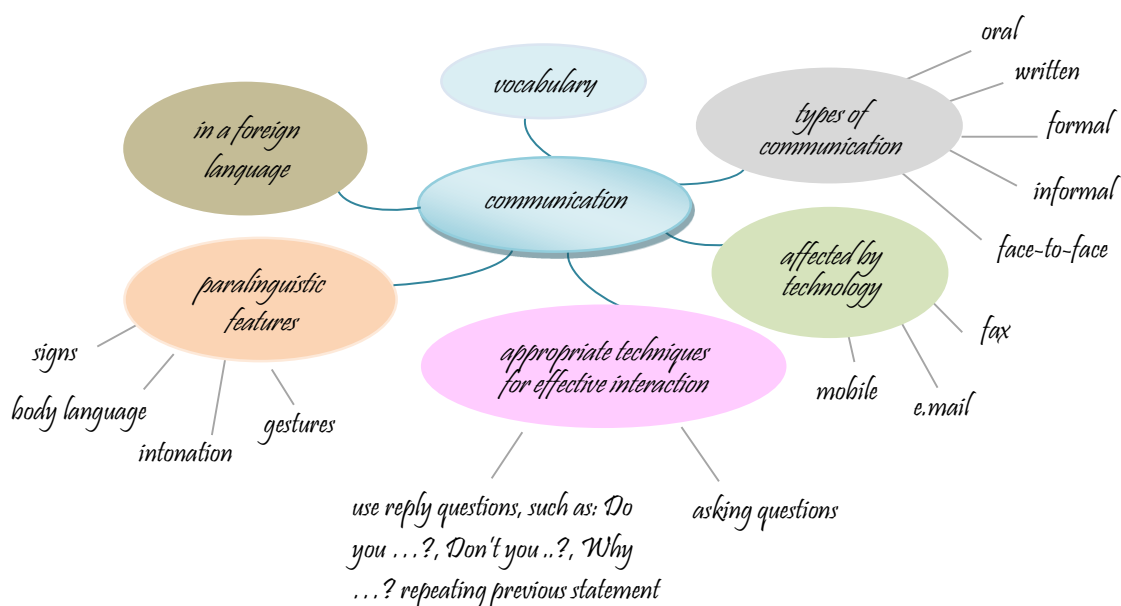 vocabulary
in a foreign
language
communication
types of
communication
oral
written
formal
informal
face-to-face
affected by
technology
fax
e.mail
mobile
paralinguistic
features
signs
body language
intonation
gestures
appropriate techniques
for effective interaction
use reply questions, such as: Do
you ...?, Don't you ..?, Why
...? repeating previous statement
asking questions